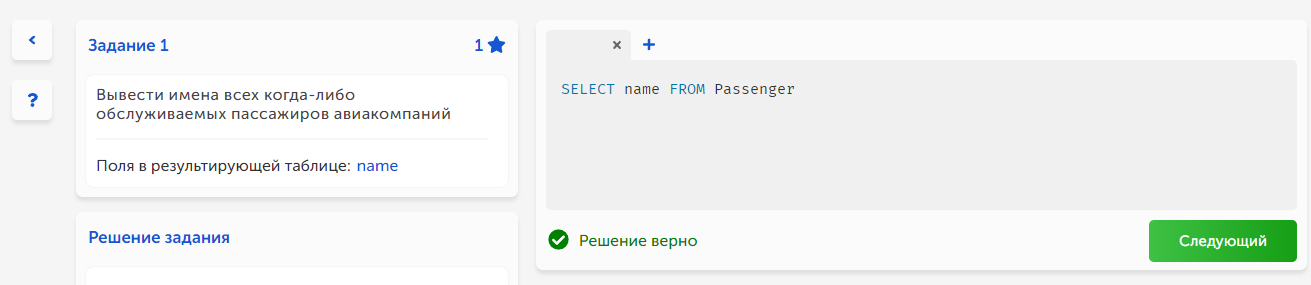 Задание 1
1
Вывести имена всех когда-либо
обслуживаемых пассажиров авиакомпаний
Поля в результирующей таблице: name
Решение задания
SELECT name FROM Passenger
Решение верно
Следующий